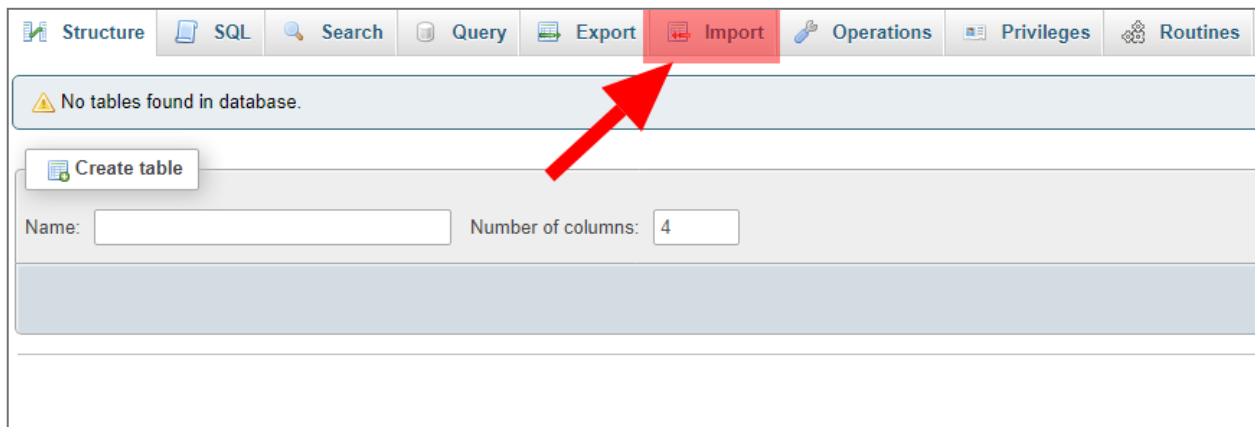 Structure SQL Search Query Export Import Operations Privileges Routines
No tables found in database.
Create table
Name: Number of columns: 4